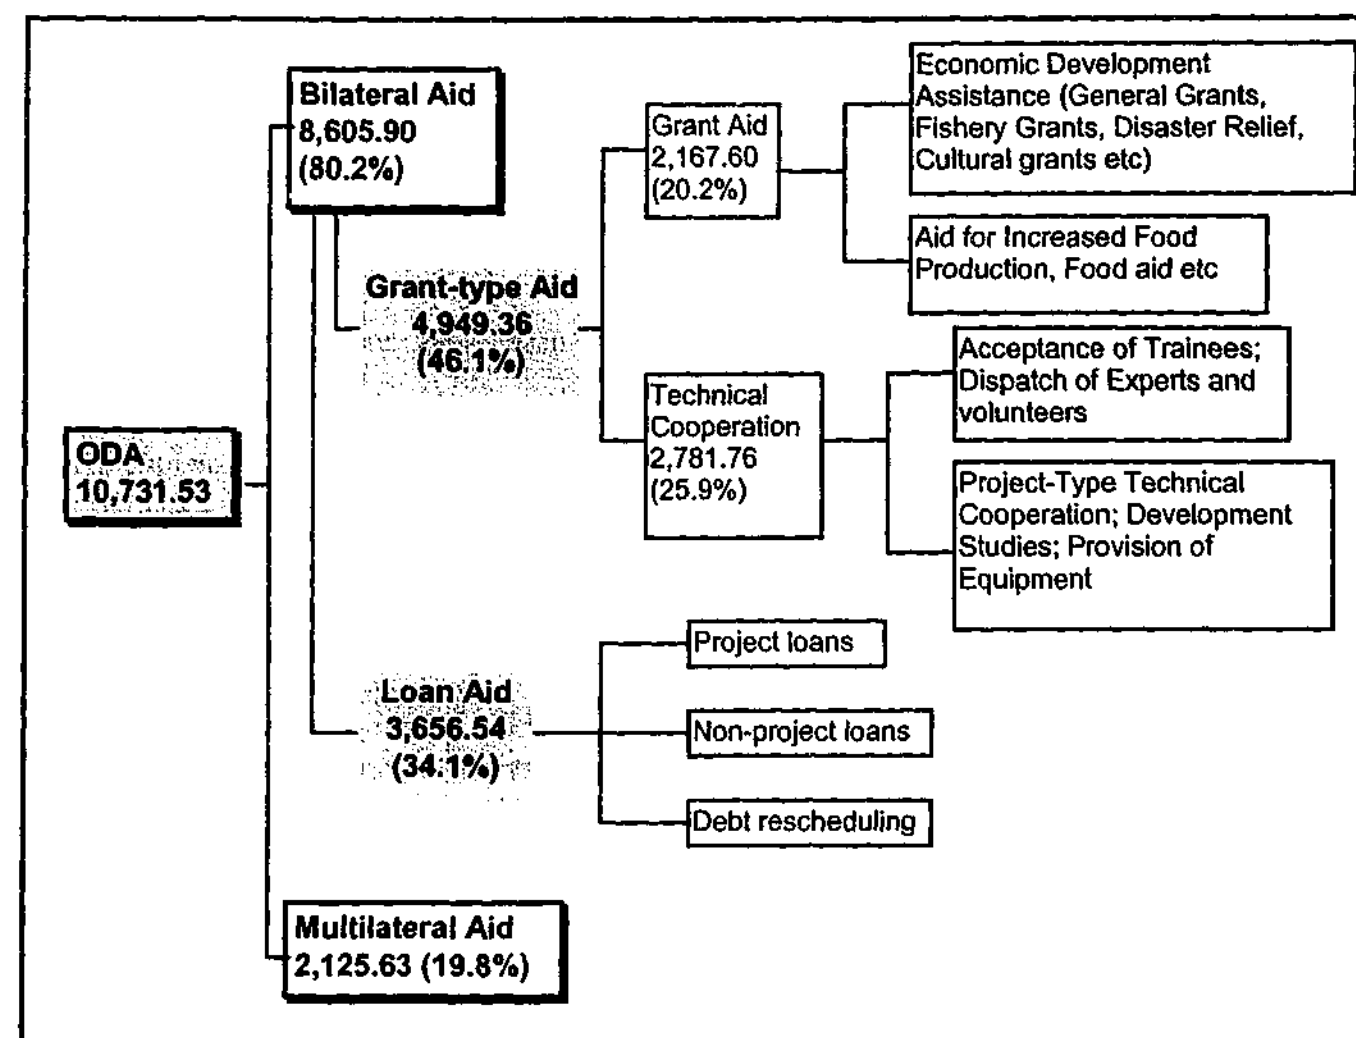 Bilateral Aid
8,605.90
(80.2%)
Grant Aid
2,167.60
(20.2%)
Economic Development
Assistance (General Grants,
Fishery Grants, Disaster Relief,
Cultural grants etc)
Aid for Increased Food
Production, Food aid etc
Grant-type Aid
4,949.36
(46.1%)
Technical
Cooperation
2,781.76
(25.9%)
Acceptance of Trainees;
Dispatch of Experts and
volunteers
Project-Type Technical
Cooperation; Development
Studies; Provision of
Equipment
ODA
10,731.53
Loan Aid
3,656.54
(34.1%)
Project loans
Non-project loans
Debt rescheduling
Multilateral Aid
2,125.63 (19.8%)